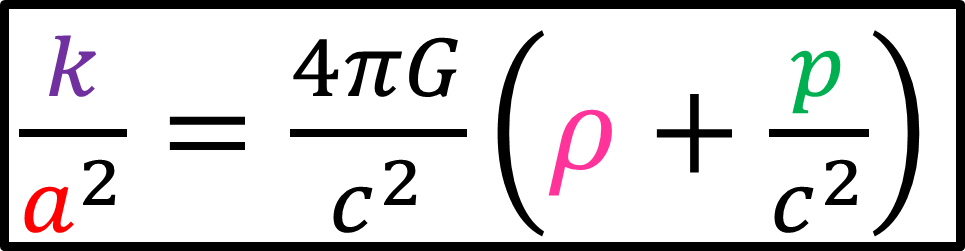 k/a² = 4πG/c² (ρ + p/c²)